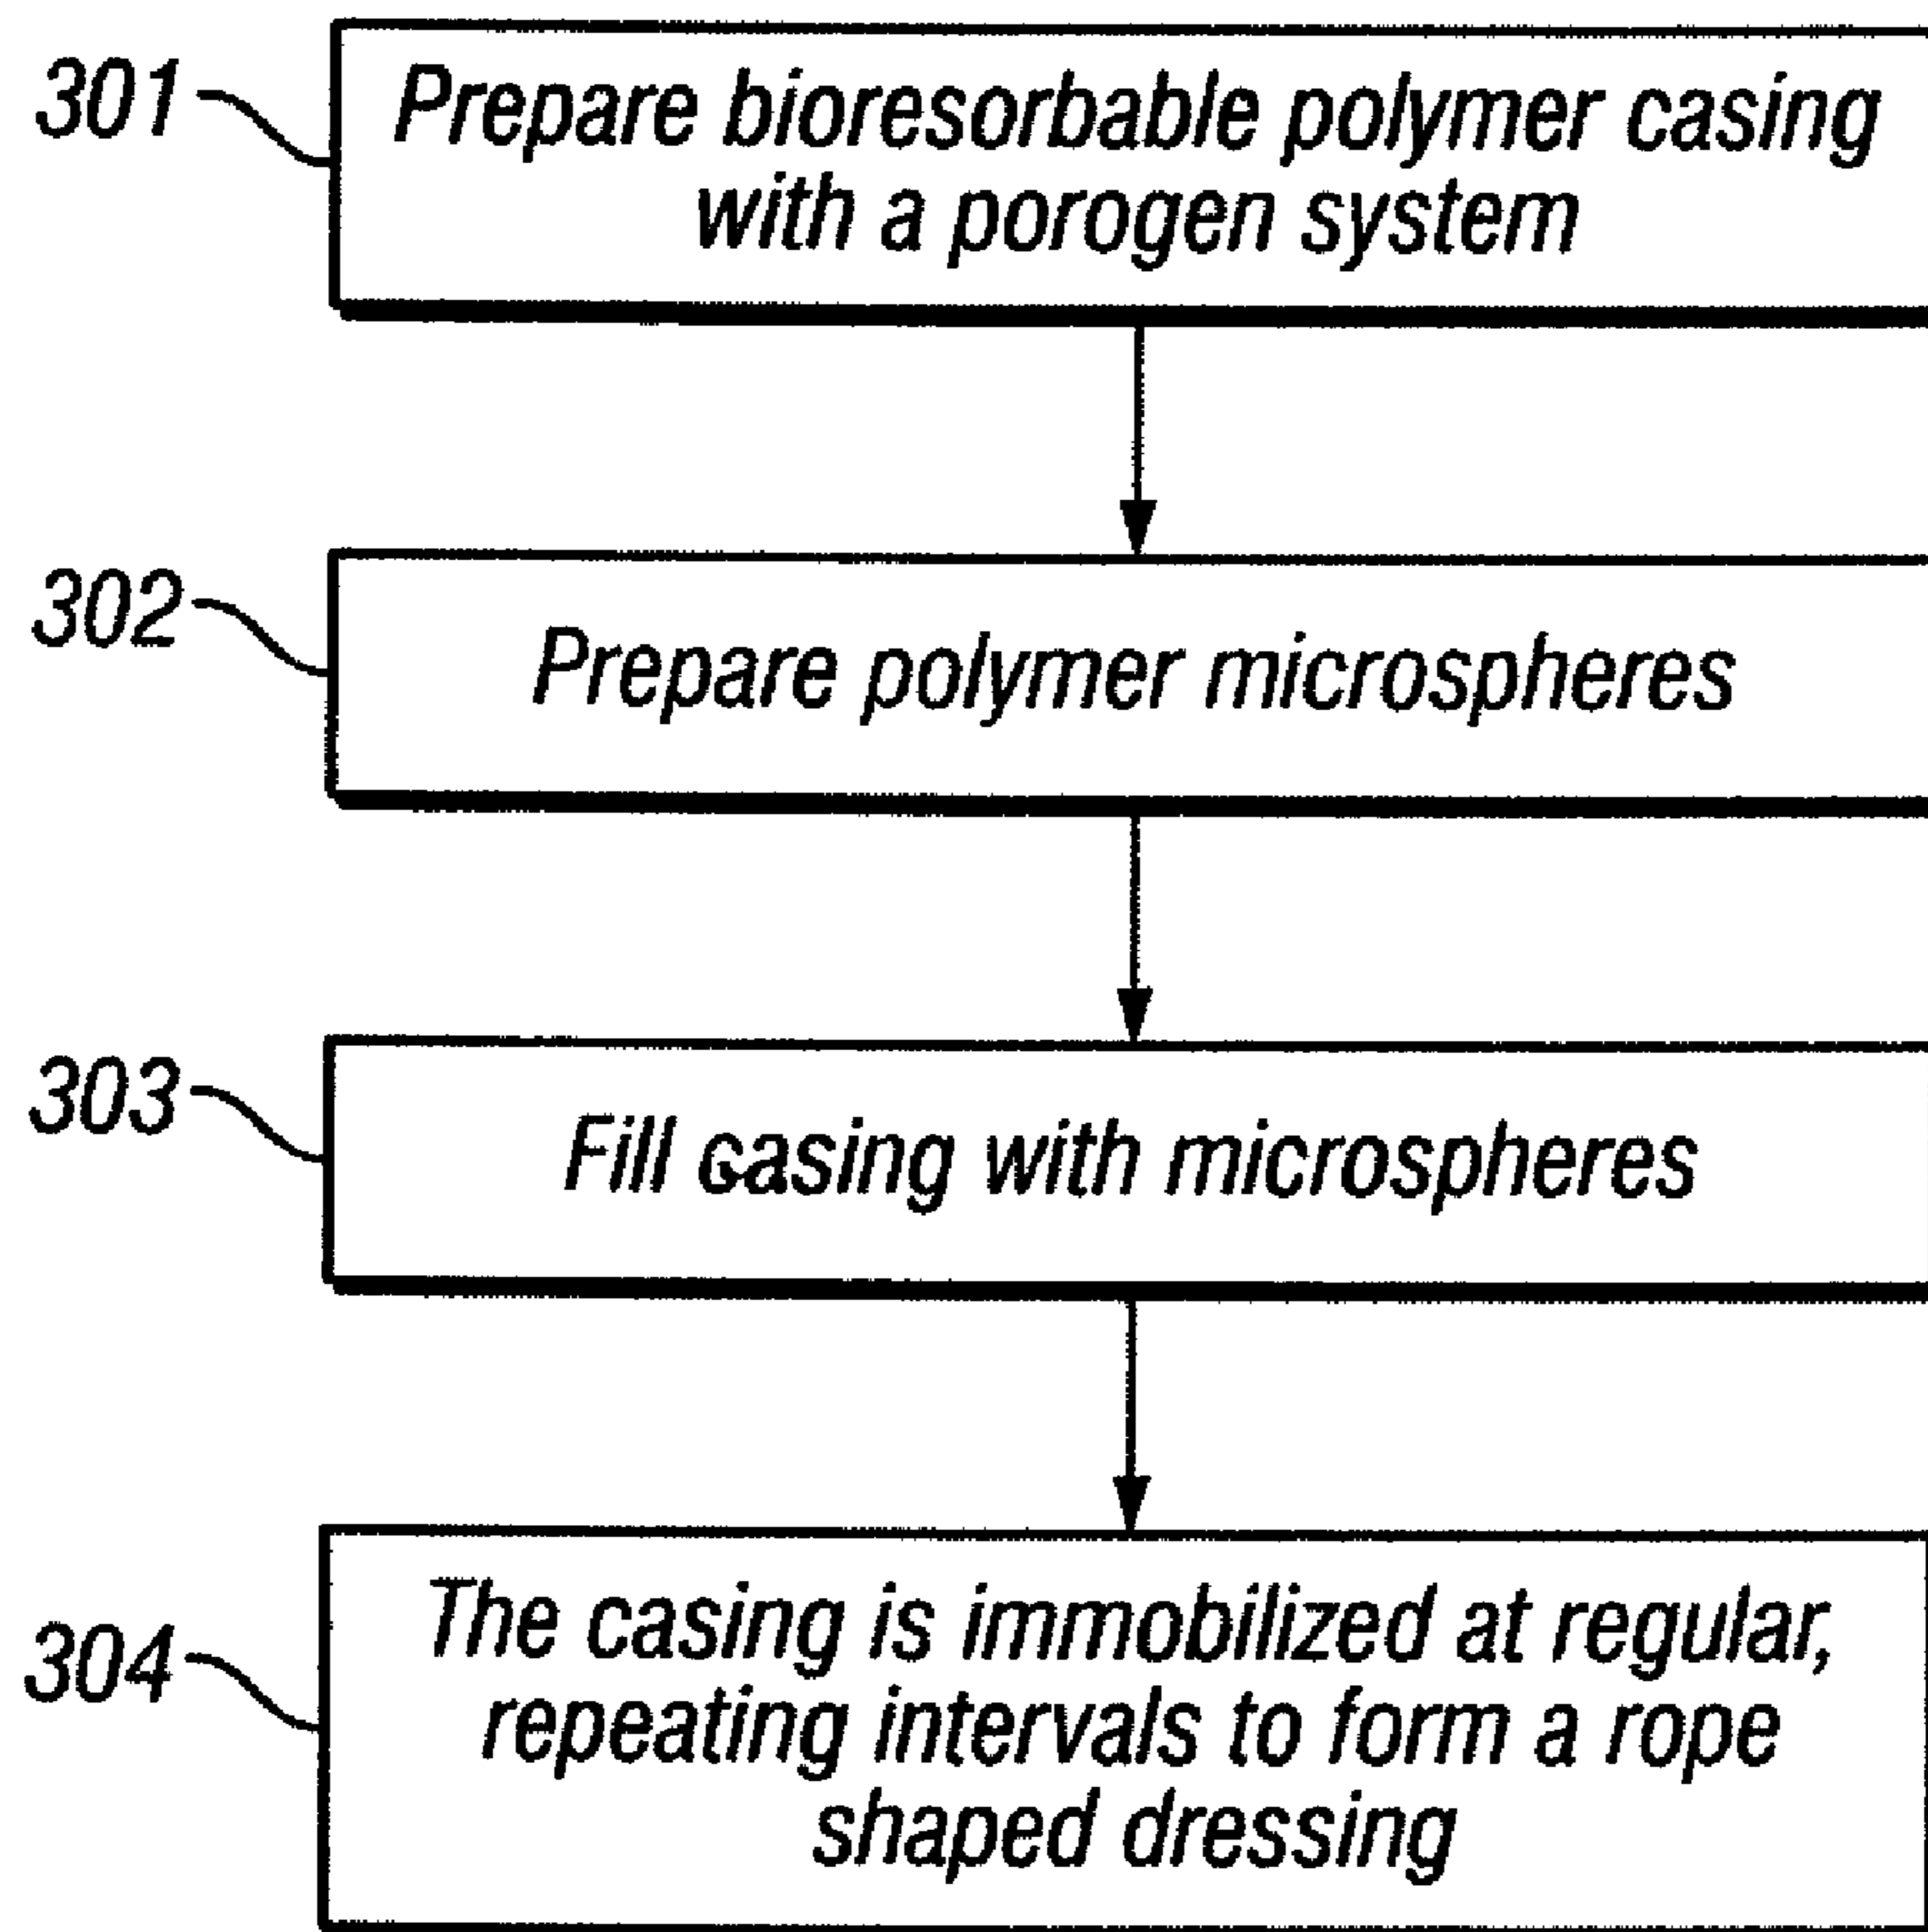 301
Prepare bioresorbable polymer casing
with a porogen system
302
Prepare polymer microspheres
303
Fill casing with microspheres
304
The casing is immobilized at regular,
repeating intervals to form a rope
shaped dressing